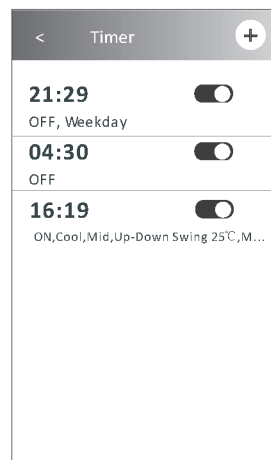 < Timer +
21:29
OFF, Weekday
04:30
OFF
16:19
ON,Cool,Mid,Up-Down Swing 25℃,M...